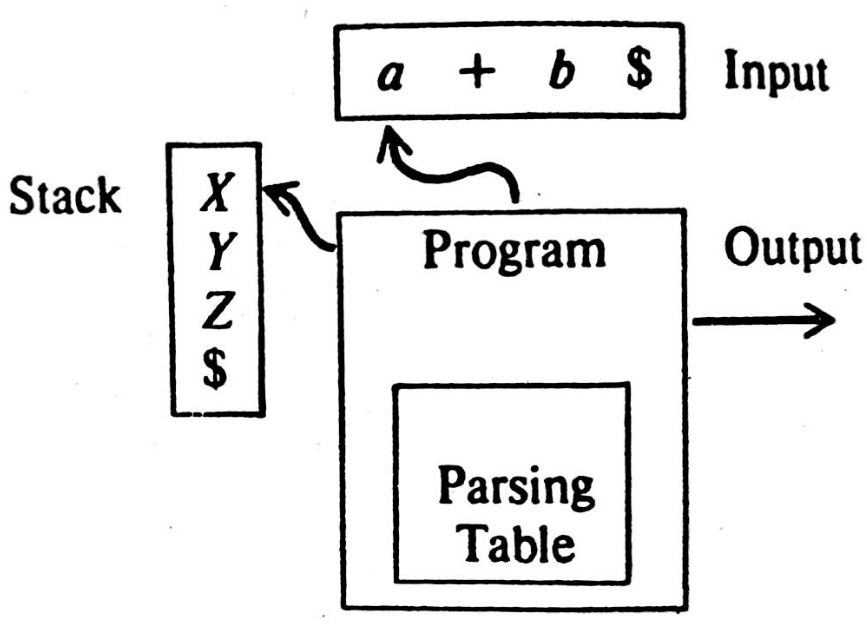 a + b $
Input
Stack
X
Y
Z
$
Program
Output
Parsing
Table